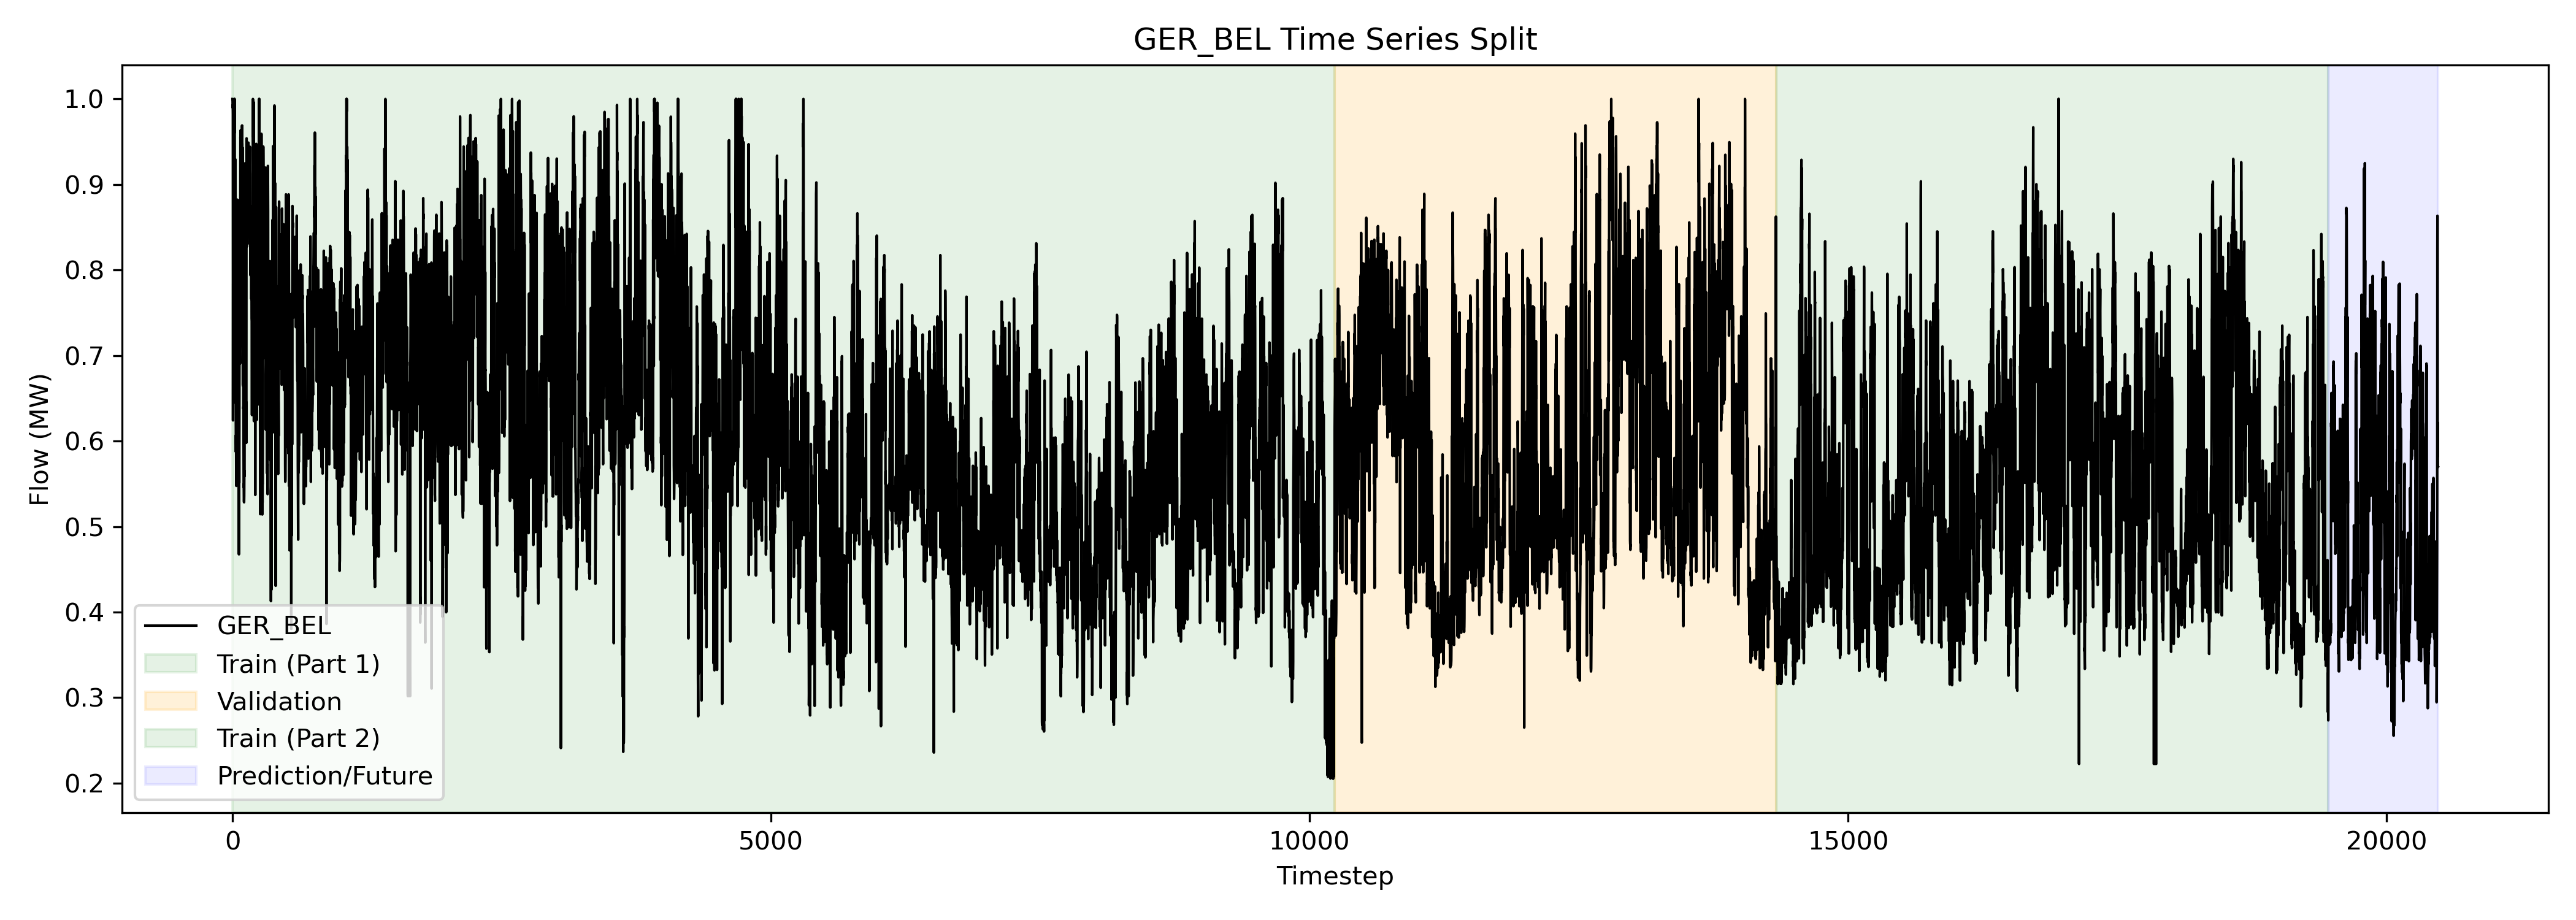 GER_BEL Time Series Split
1.0
0.9
0.8
0.7
0.6
0.5
0.4
0.3
0.2
Flow (MW)
GER_BEL
Train (Part 1)
Validation
Train (Part 2)
Prediction/Future
0 5000 10000 15000 20000
Timestep